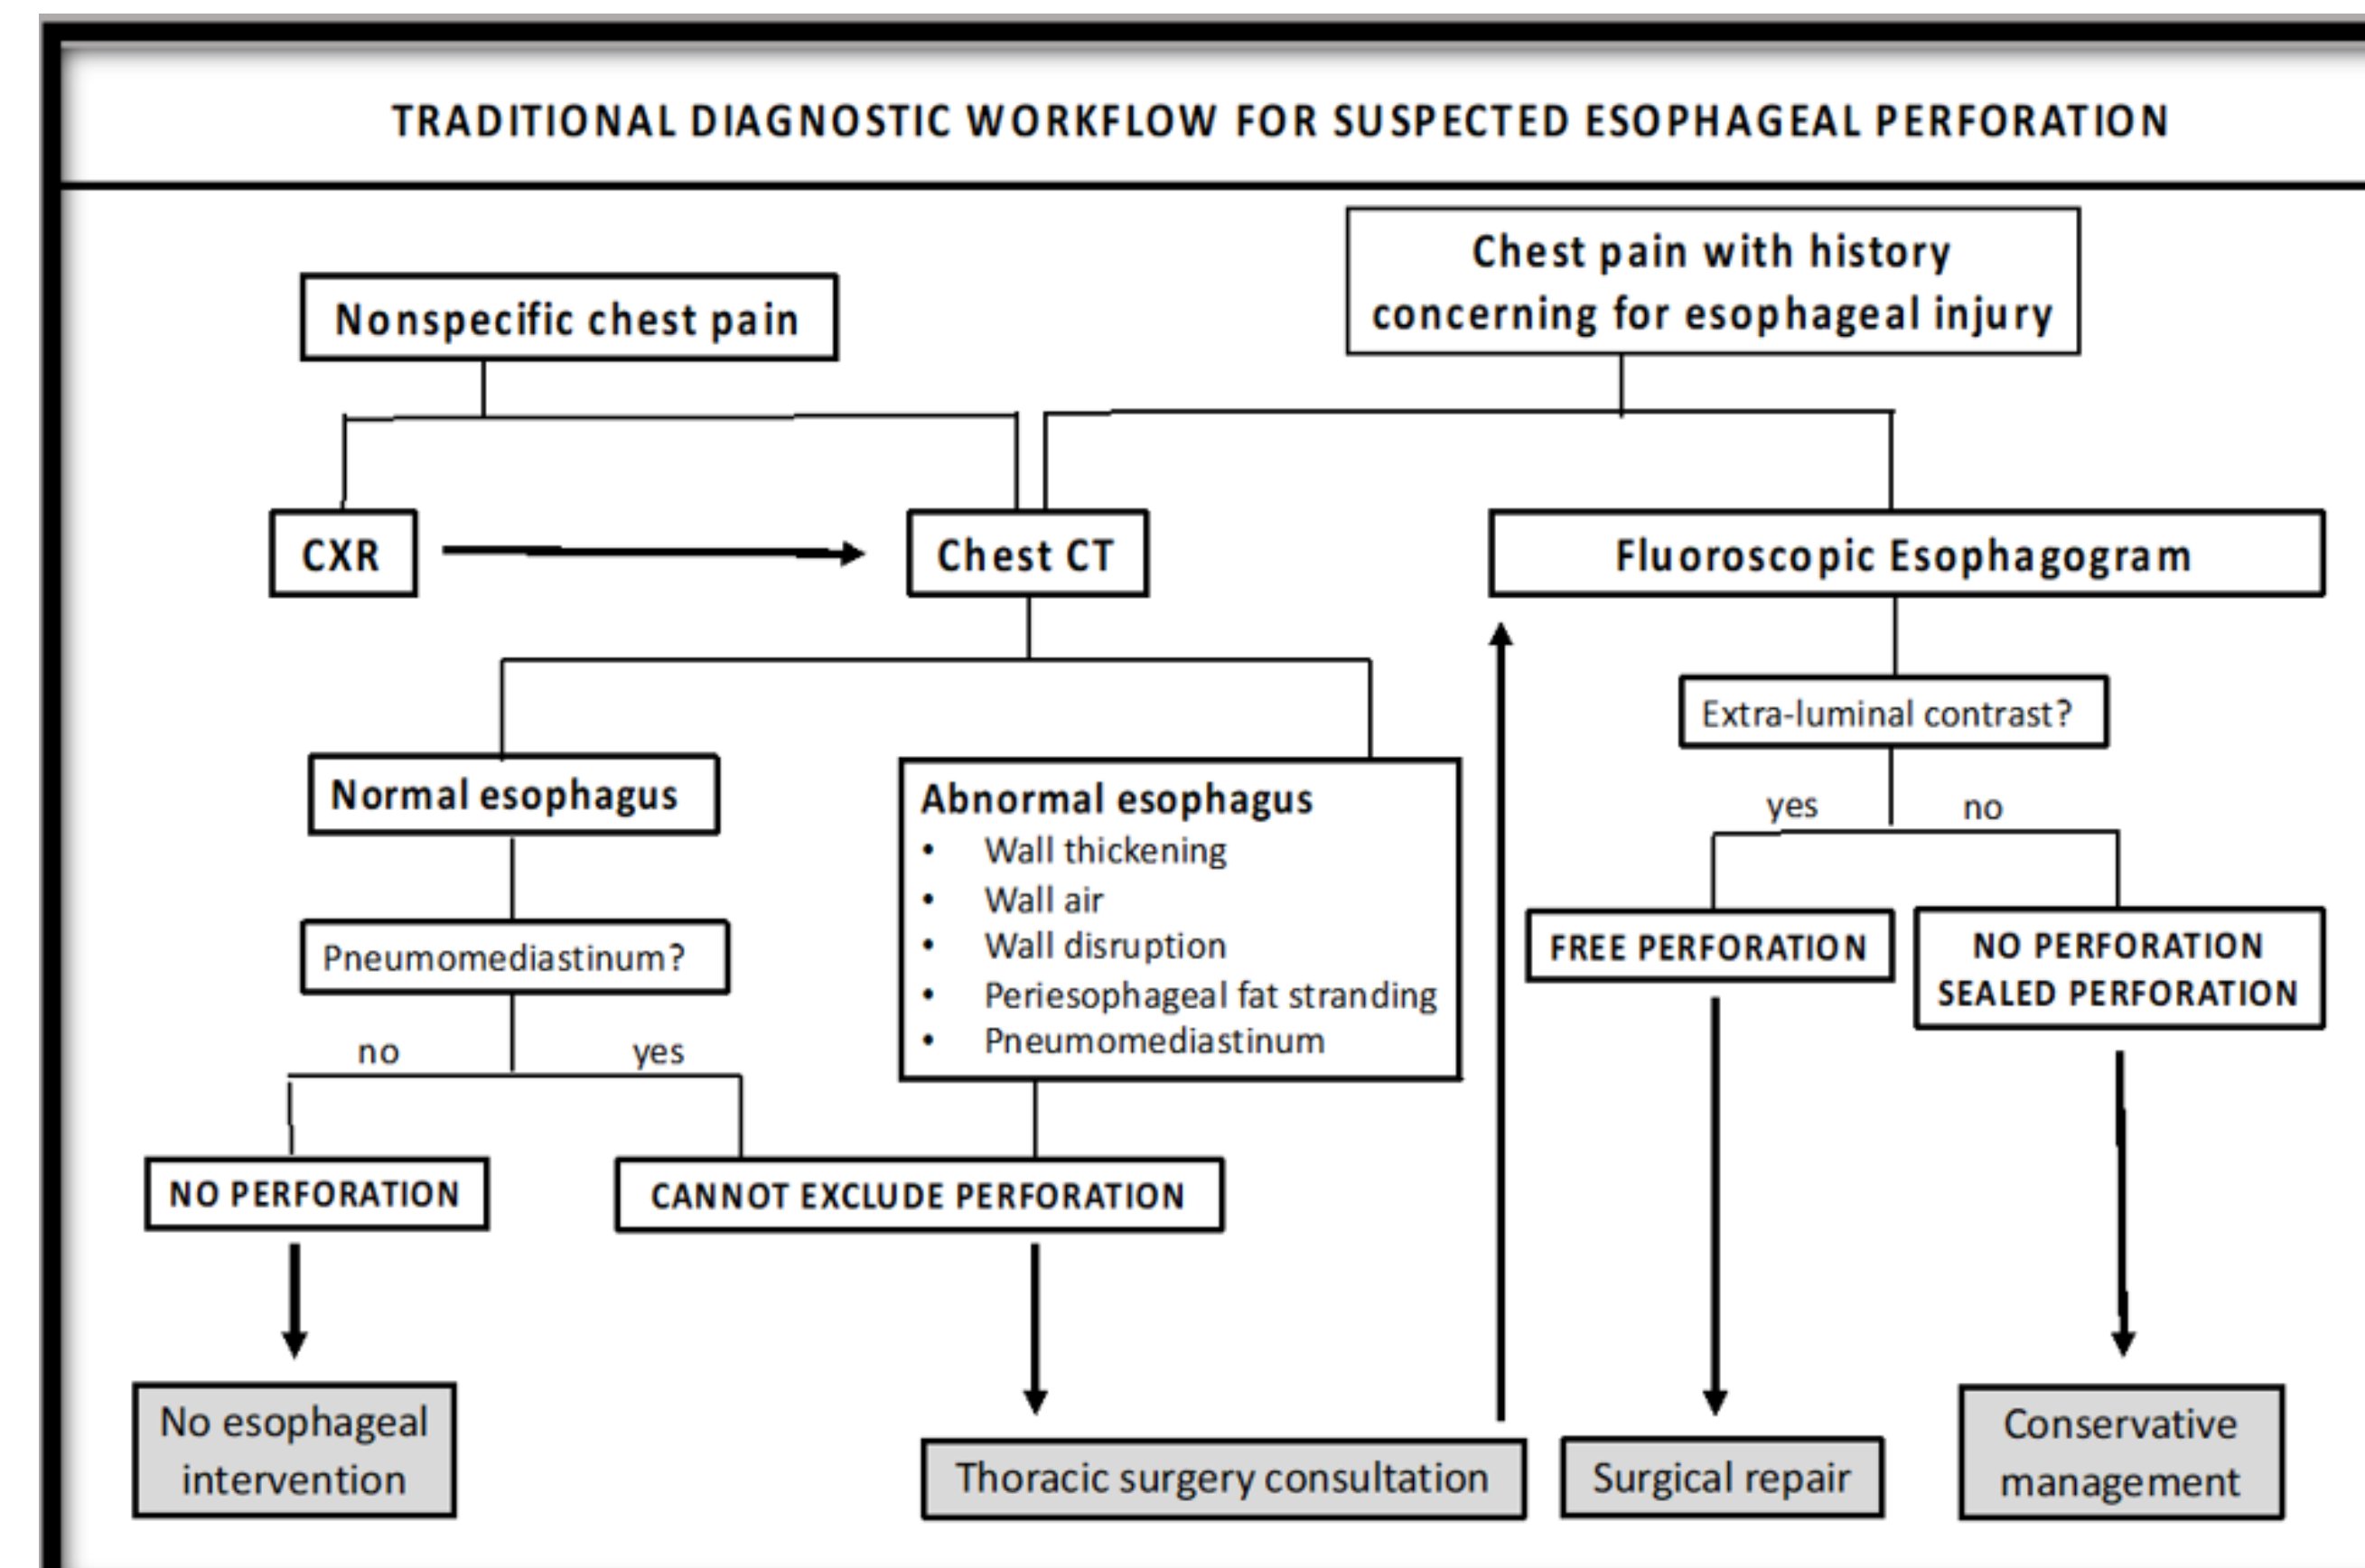 TRADITIONAL DIAGNOSTIC WORKFLOW FOR SUSPECTED ESOPHAGEAL PERFORATION
Nonspecific chest pain
Chest pain with history
concerning for esophageal injury
CXR
Chest CT
Fluoroscopic Esophagogram
Extra-luminal contrast?
yes
no
Normal esophagus
Abnormal esophagus
• Wall thickening
• Wall air
• Wall disruption
• Periesophageal fat stranding
• Pneumomediastinum
Pneumomediastinum?
no
yes
FREE PERFORATION
NO PERFORATION
SEALED PERFORATION
NO PERFORATION
CANNOT EXCLUDE PERFORATION
No esophageal
intervention
Thoracic surgery consultation
Surgical repair
Conservative
management